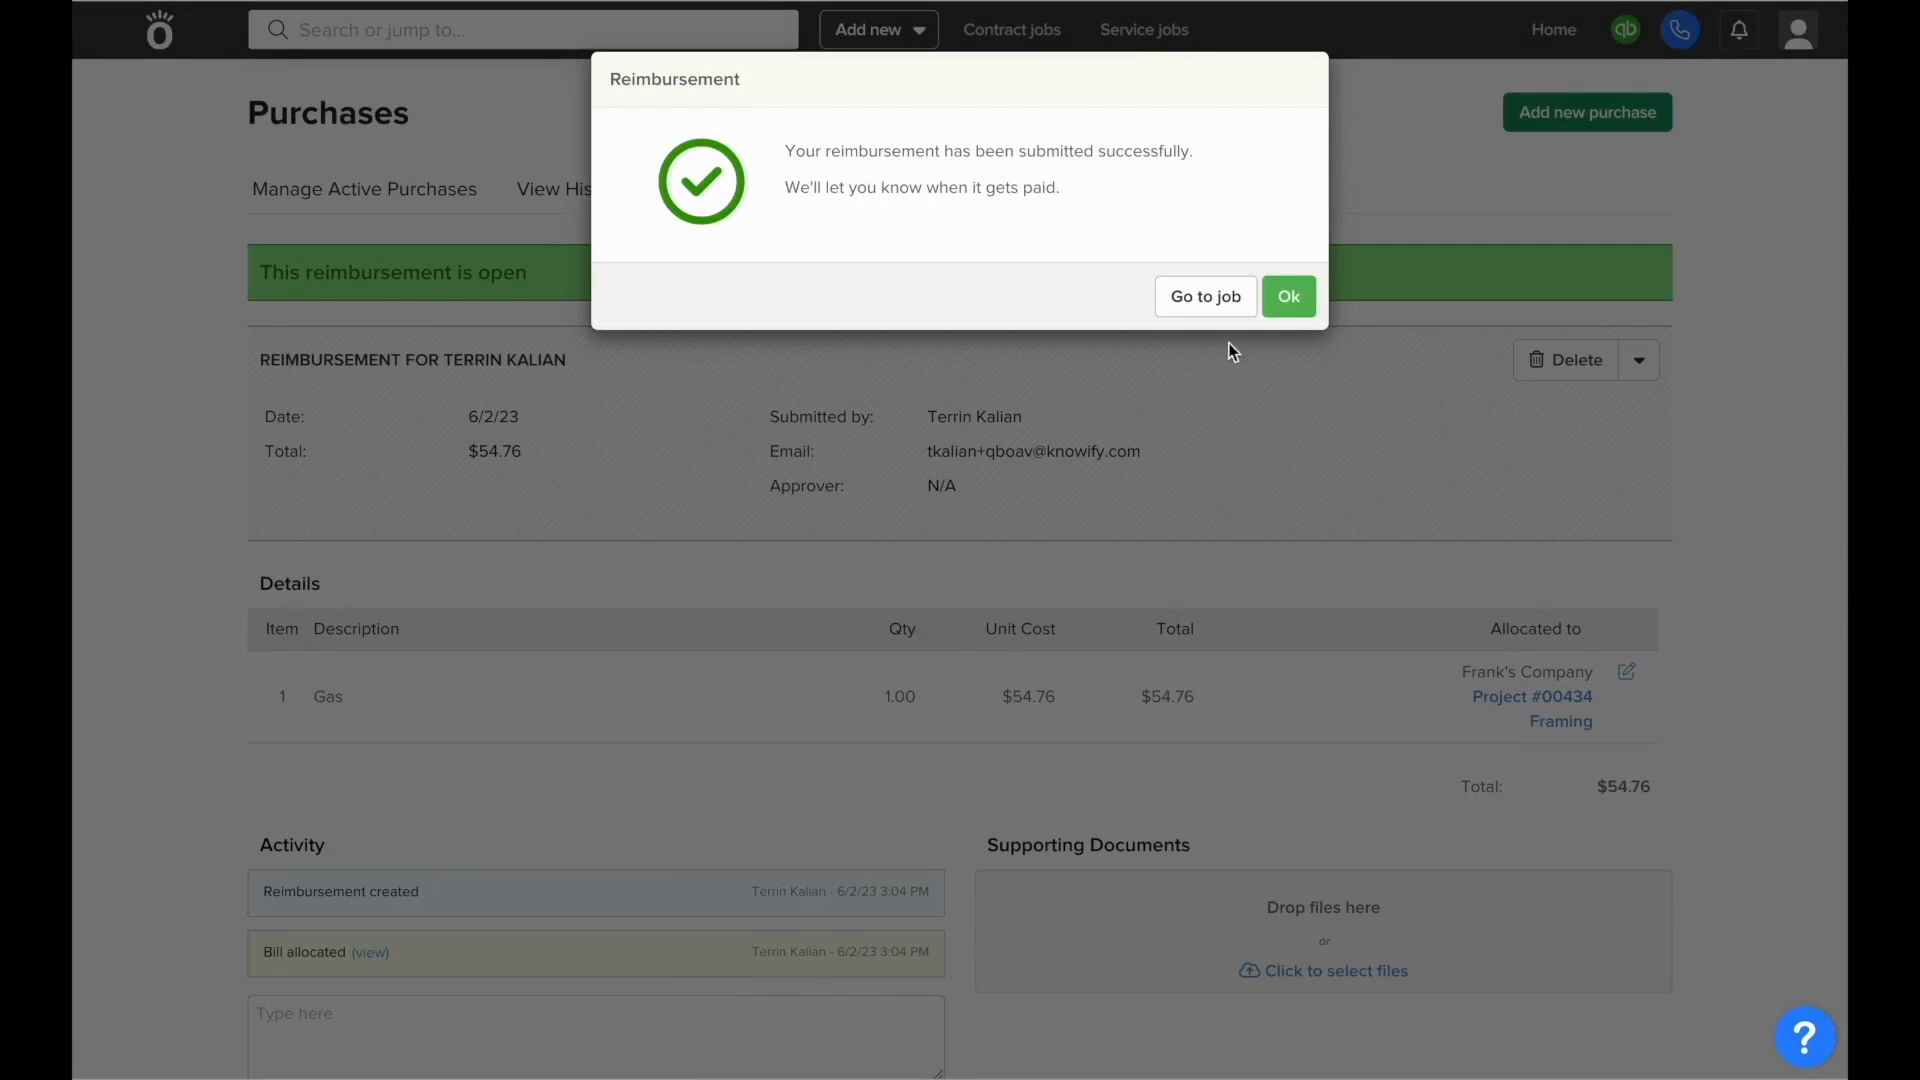 Search or jump to...
Add new
Contract jobs
Service jobs
Home
qb
Reimbursement
Your reimbursement has been submitted successfully.
We'll let you know when it gets paid.
Go to job
Ok
Purchases
Add new purchase
Manage Active Purchases
View His
This reimbursement is open
REIMBURSEMENT FOR TERRIN KALIAN
Delete
Date: 6/2/23
Submitted by: Terrin Kalian
Total: $54.76
Email: tkalian+qboav@knowify.com
Approver: N/A
Details
Item Description Qty Unit Cost Total Allocated to
1 Gas 1.00 $54.76 $54.76
Frank's Company
Project #00434
Framing
Total: $54.76
Activity
Reimbursement created Terrin Kalian - 6/2/23 3:04 PM
Bill allocated (view) Terrin Kalian - 6/2/23 3:04 PM
Type here
Supporting Documents
Drop files here
or
Click to select files
?